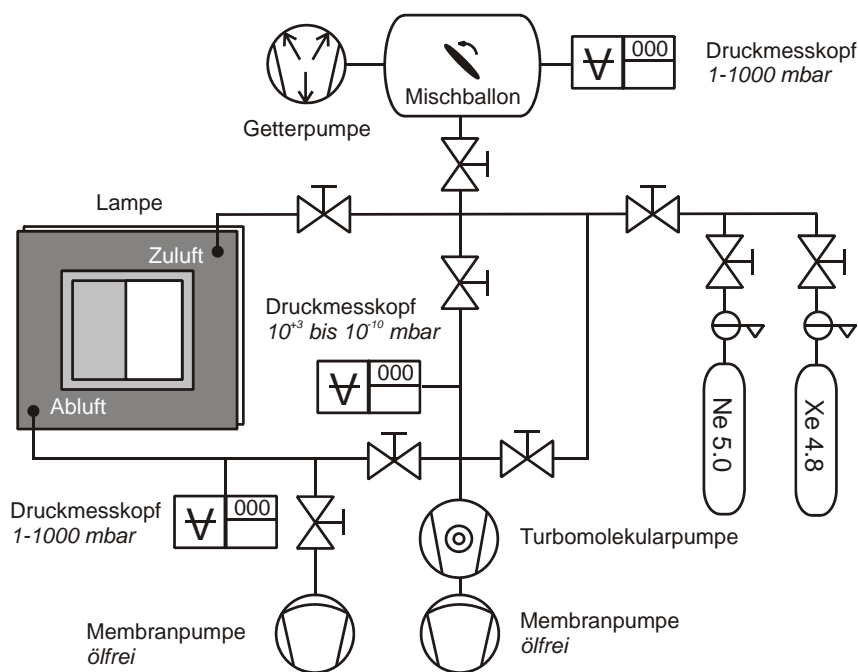 000
Druckmesskopf
1-1000 mbar
Mischballon
Getterpumpe
Lampe
Zuluft
Druckmesskopf
10+3 bis 10-10 mbar
000
Abluft
Ne 5.0
Xe 4.8
Druckmesskopf
1-1000 mbar
000
Turbomolekularpumpe
Membranpumpe
ölfrei
Membranpumpe
ölfrei